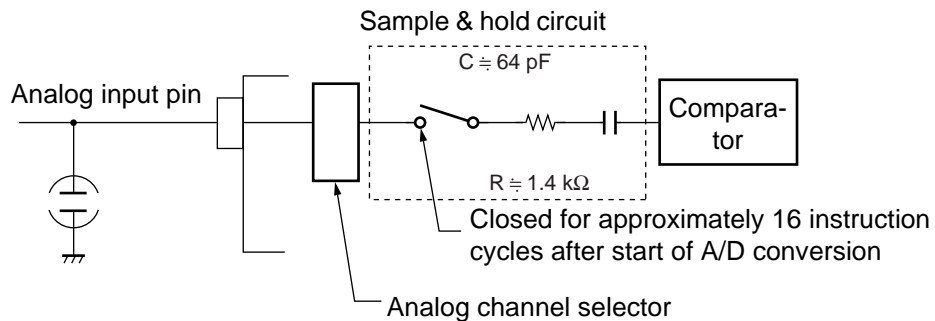 Sample & hold circuit
C ≒ 64 pF
Analog input pin
Compara-
tor
R ≒ 1.4 kΩ
Closed for approximately 16 instruction
cycles after start of A/D conversion
Analog channel selector